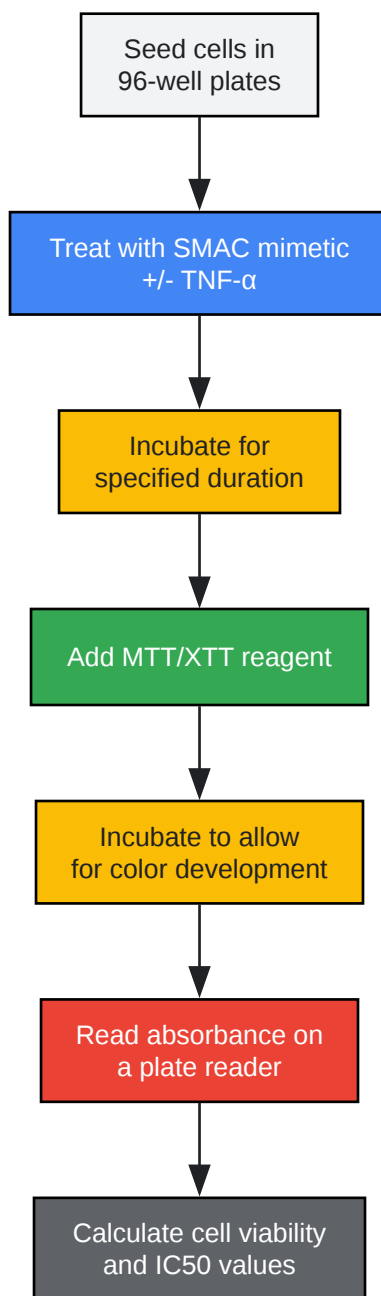 Seed cells in
96-well plates
Treat with SMAC mimetic
+/- TNF-α
Incubate for
specified duration
Add MTT/XTT reagent
Incubate to allow
for color development
Read absorbance on
a plate reader
Calculate cell viability
and IC50 values